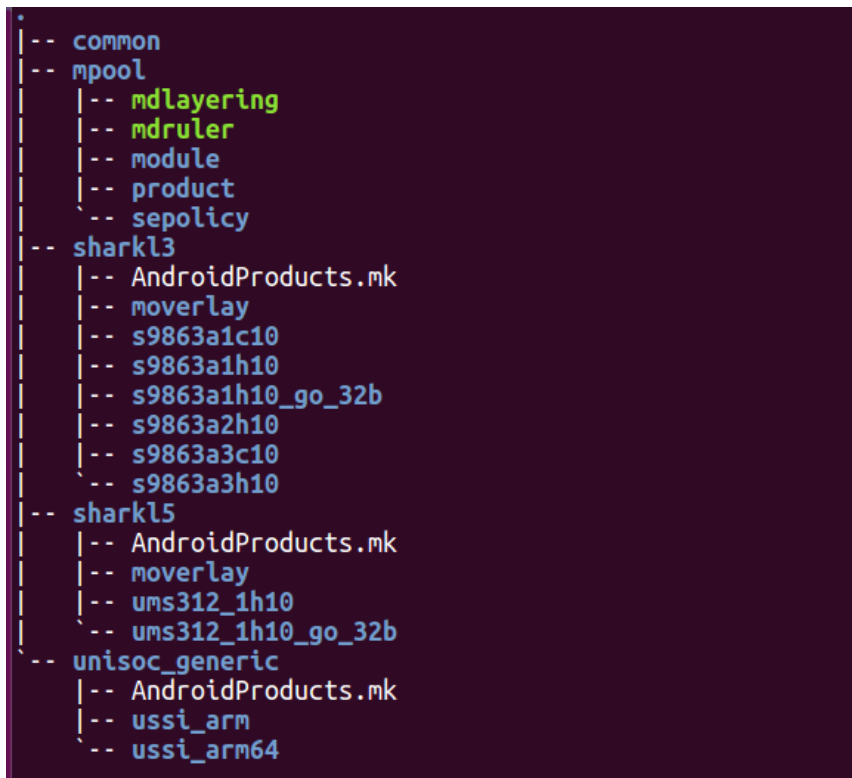 .
|-- common
|-- mpool
|   |-- mdlayering
|   |-- mdruler
|   |-- module
|   |-- product
|   `-- sepolicy
|-- sharkl3
|   |-- AndroidProducts.mk
|   |-- moverlay
|   |-- s9863a1c10
|   |-- s9863a1h10
|   |-- s9863a1h10_go_32b
|   |-- s9863a2h10
|   |-- s9863a3c10
|   `-- s9863a3h10
|-- sharkl5
|   |-- AndroidProducts.mk
|   |-- moverlay
|   |-- ums312_1h10
|   `-- ums312_1h10_go_32b
`-- unisoc_generic
    |-- AndroidProducts.mk
    |-- ussi_arm
    `-- ussi_arm64